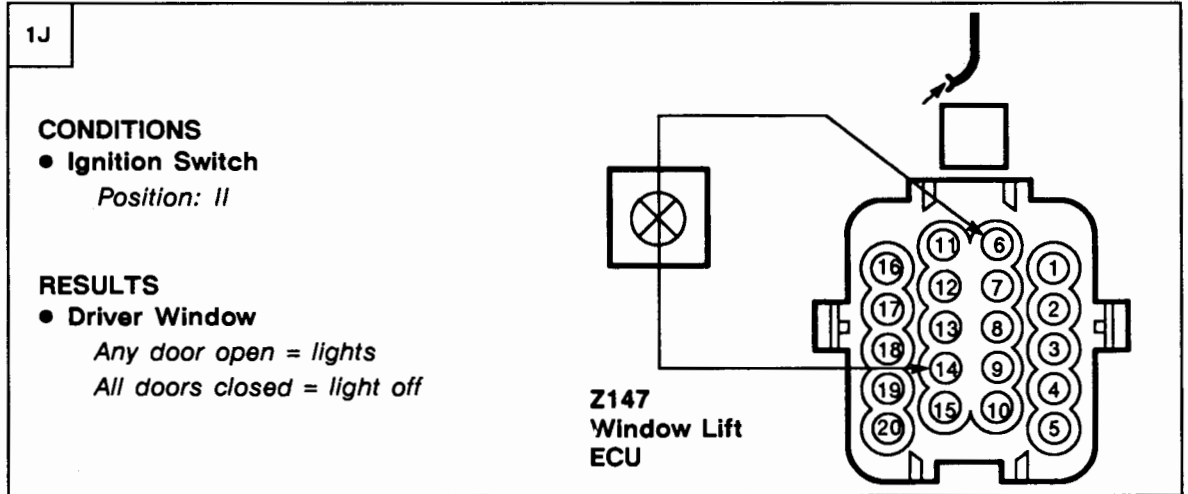 1J
CONDITIONS
● Ignition Switch
Position: II
RESULTS
● Driver Window
Any door open = lights
All doors closed = light off
Z147
Window Lift
ECU
11 6
16 1
12 7
17 2
13 8
18 3
14 9
19 4
15 10
20 5